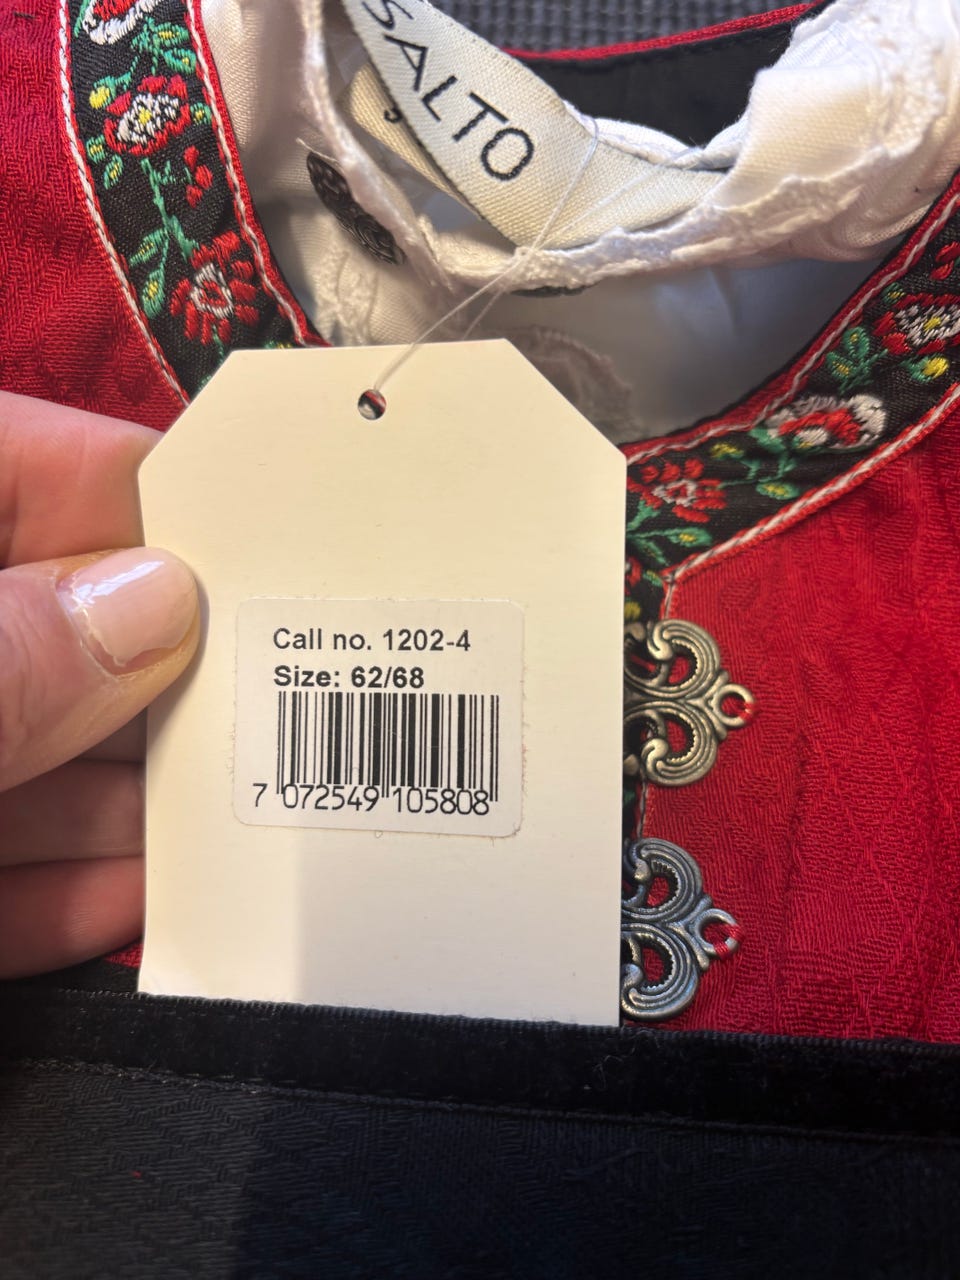 SALTO
Call no. 1202-4
Size: 62/68
7 072549 105808